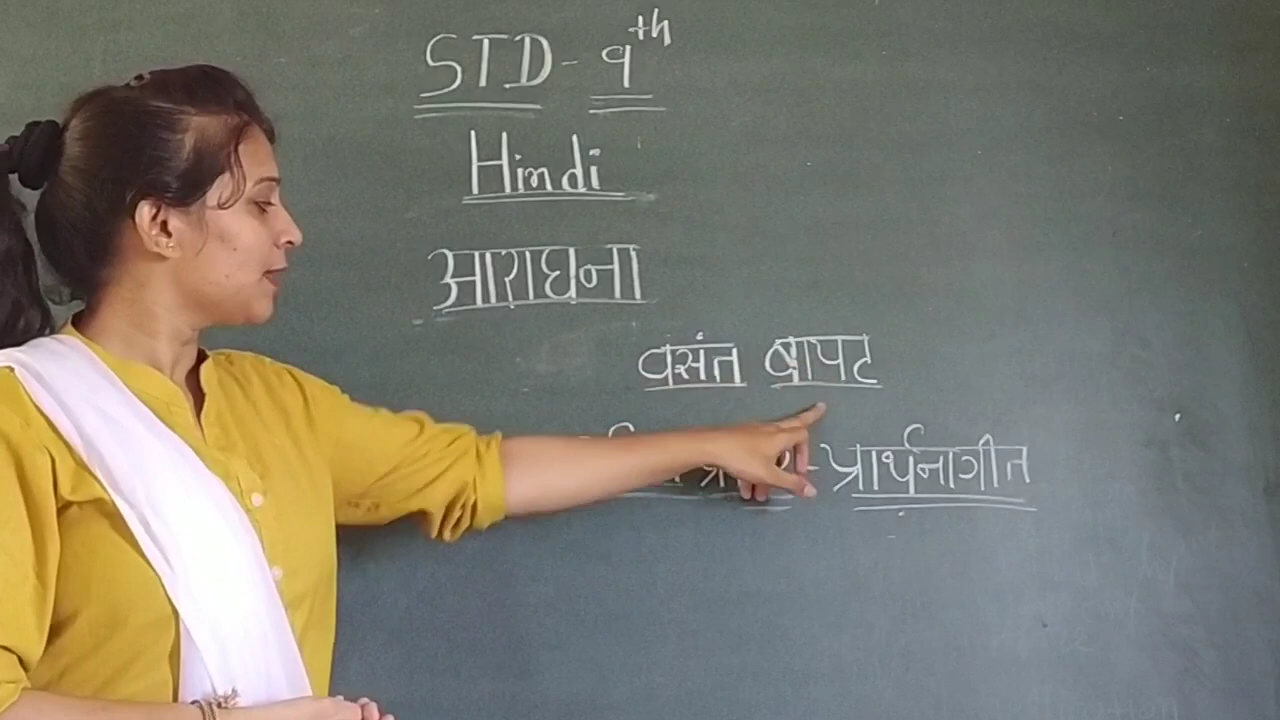 STD - 9th
Hindi
आराधना
वसंत बापट
- प्रार्थनागीत